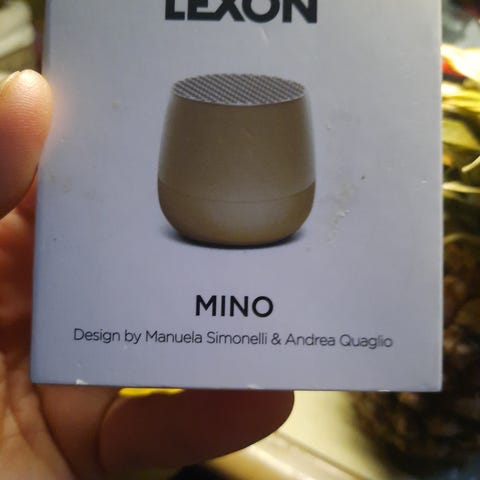 LEXON
MINO
Design by Manuela Simonelli & Andrea Quaglio